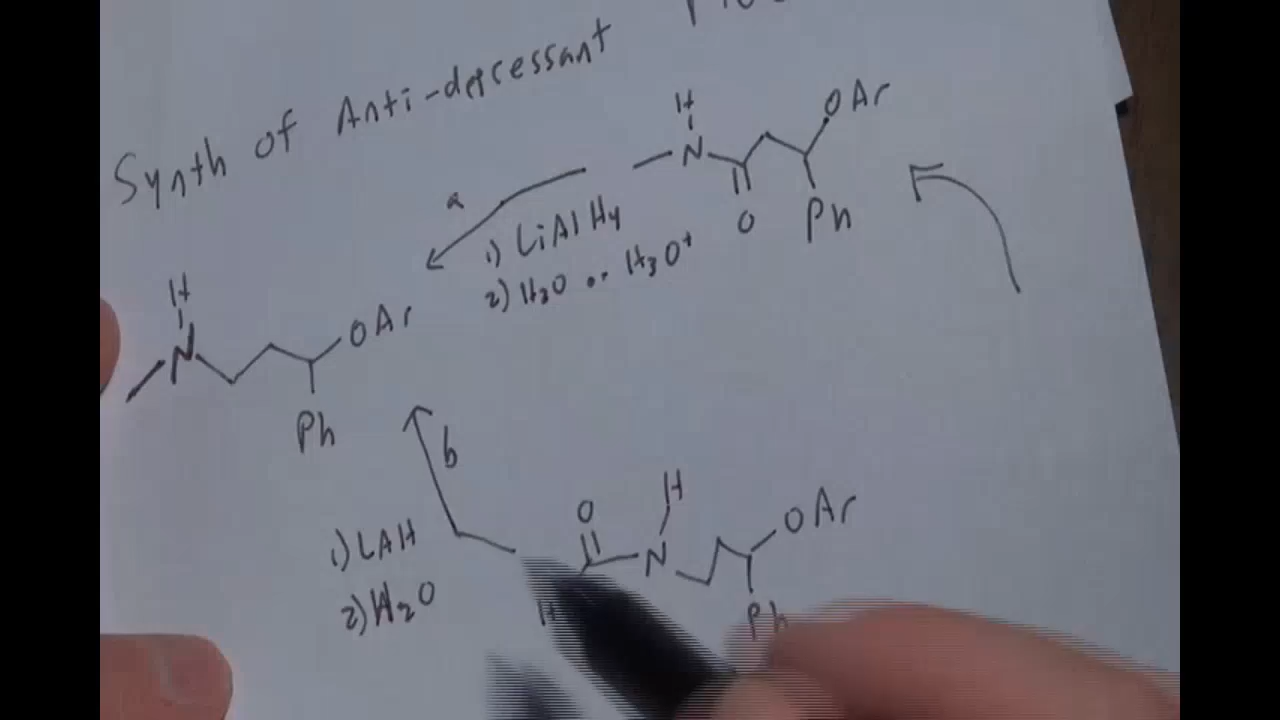 Synth of Anti-depressant
H
N
O
OAr
Ph
a
1) LiAlH4
2) H2O or H3O+
H
N
OAr
Ph
b
1) LAH
2) H2O
O
H
H
N
OAr
Ph